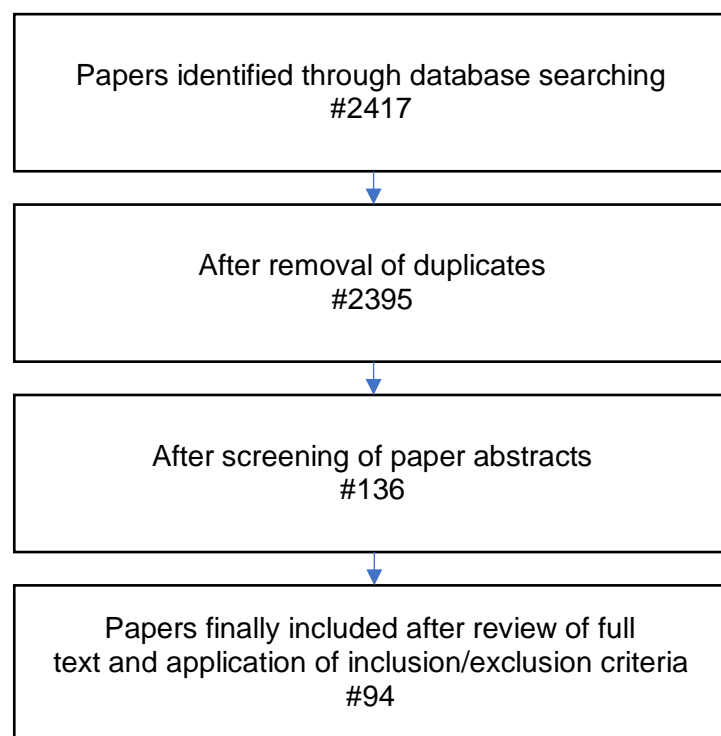 Papers identified through database searching
#2417
After removal of duplicates
#2395
After screening of paper abstracts
#136
Papers finally included after review of full
text and application of inclusion/exclusion criteria
#94